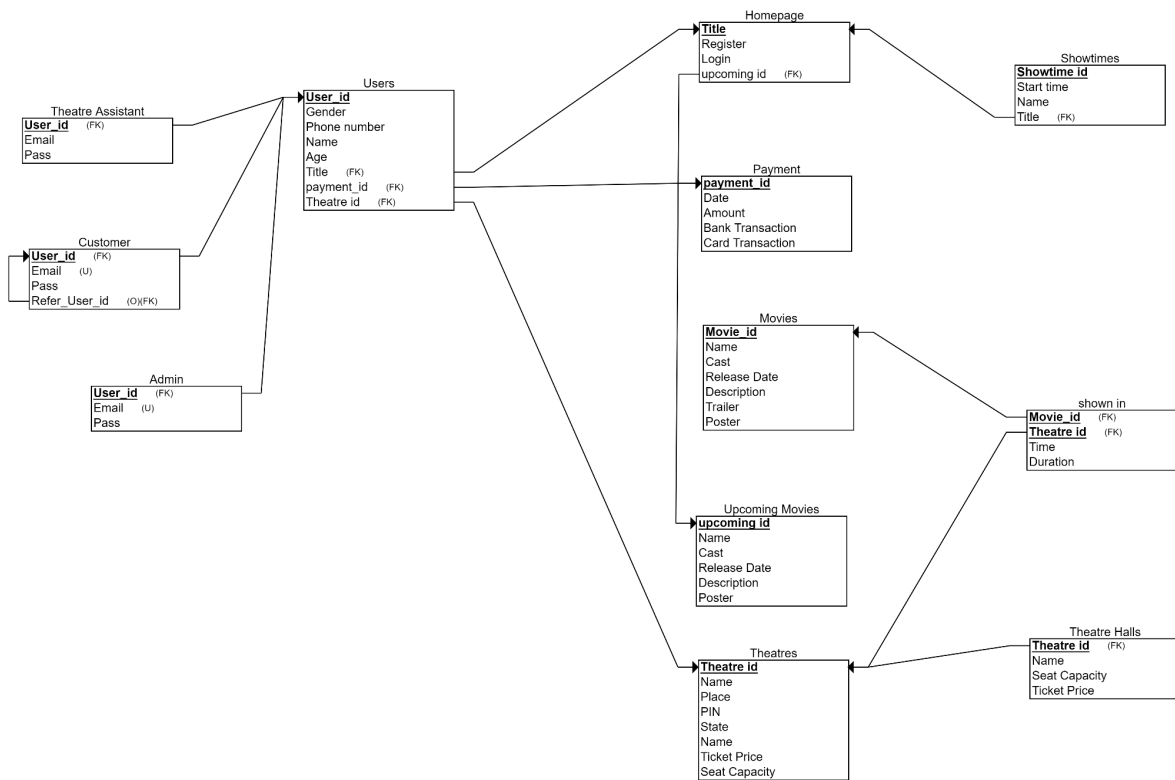 Homepage
Title
Register
Login
upcoming id (FK)
Showtimes
Showtime id
Start time
Name
Title (FK)
Users
User_id
Gender
Phone number
Name
Age
Title (FK)
payment_id (FK)
Theatre id (FK)
Theatre Assistant
User_id (FK)
Email
Pass
Payment
payment_id
Date
Amount
Bank Transaction
Card Transaction
Customer
User_id (FK)
Email (U)
Pass
Refer_User_id (O)(FK)
Movies
Movie_id
Name
Cast
Release Date
Description
Trailer
Poster
Admin
User_id (FK)
Email (U)
Pass
shown in
Movie_id (FK)
Theatre id (FK)
Time
Duration
Upcoming Movies
upcoming id
Name
Cast
Release Date
Description
Poster
Theatre Halls
Theatre id (FK)
Name
Seat Capacity
Ticket Price
Theatres
Theatre id
Name
Place
PIN
State
Name
Ticket Price
Seat Capacity